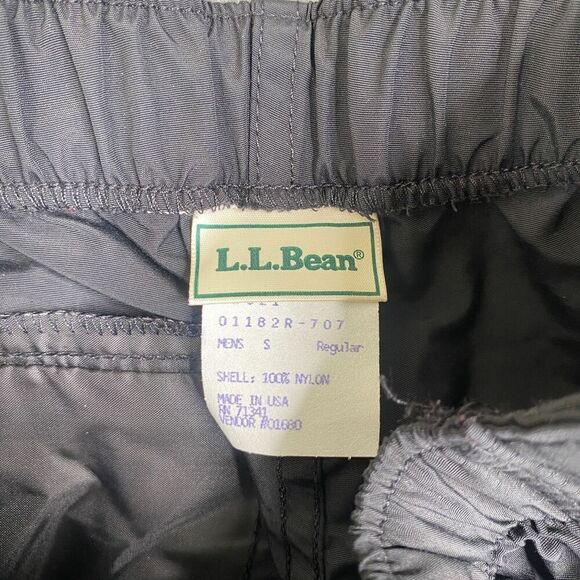 L.L.Bean®
01182R-707
MENS S Regular
SHELL: 100% NYLON
MADE IN USA
RN 71341
VENDOR #01680